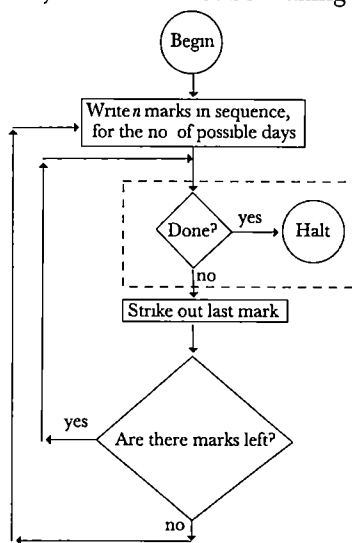 Begin
Write n marks in sequence,
for the no of possible days
Done?
yes
Halt
no
Strike out last mark
yes
Are there marks left?
no